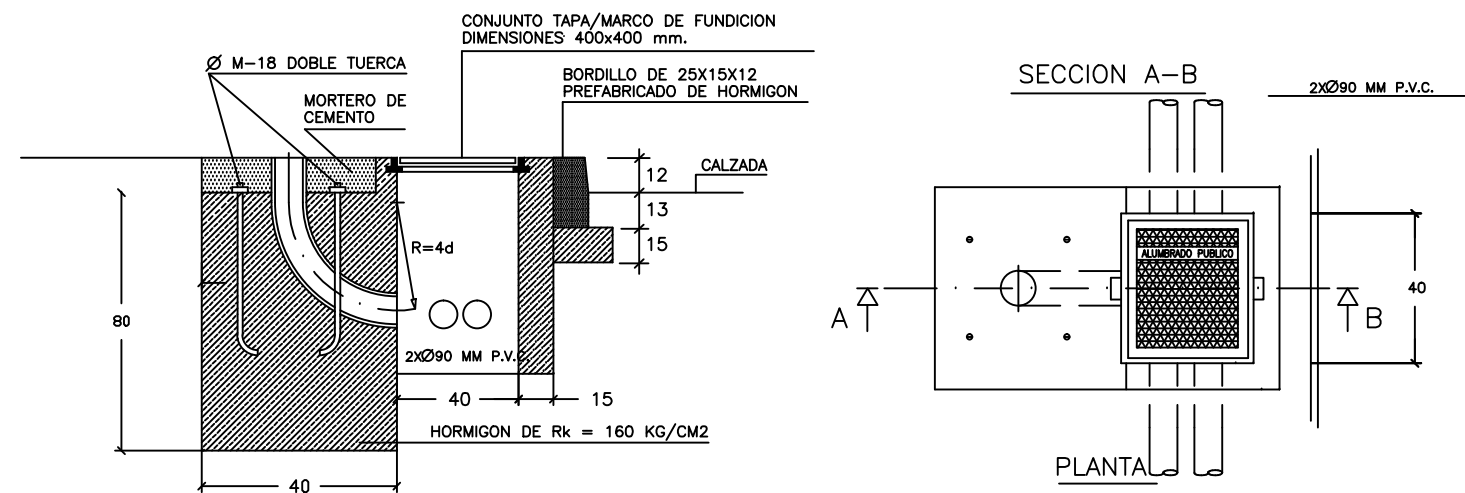 CONJUNTO TAPA/MARCO DE FUNDICION
DIMENSIONES 400x400 mm.
Ø M-18 DOBLE TUERCA
MORTERO DE
CEMENTO
BORDILLO DE 25X15X12
PREFABRICADO DE HORMIGON
CALZADA
12
13
15
R=4d
80
2XØ90 MM P.V.C.
40
15
HORMIGON DE Rk = 160 KG/CM2
40
SECCION A-B
2XØ90 MM P.V.C.
ALUMBRADO PUBLICO
A
B
40
PLANTA